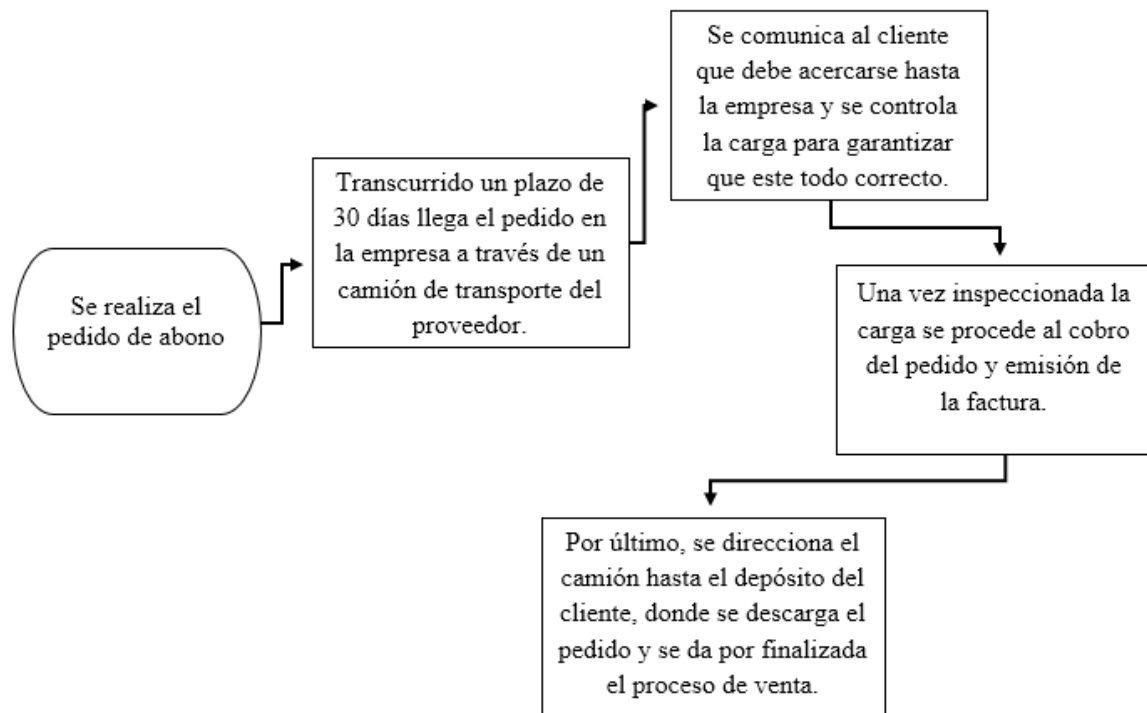 Se realiza el
pedido de abono
Transcurrido un plazo de
30 días llega el pedido en
la empresa a través de un
camión de transporte del
proveedor.
Se comunica al cliente
que debe acercarse hasta
la empresa y se controla
la carga para garantizar
que este todo correcto.
Una vez inspeccionada la
carga se procede al cobro
del pedido y emisión de
la factura.
Por último, se direcciona el
camión hasta el depósito del
cliente, donde se descarga el
pedido y se da por finalizada
el proceso de venta.